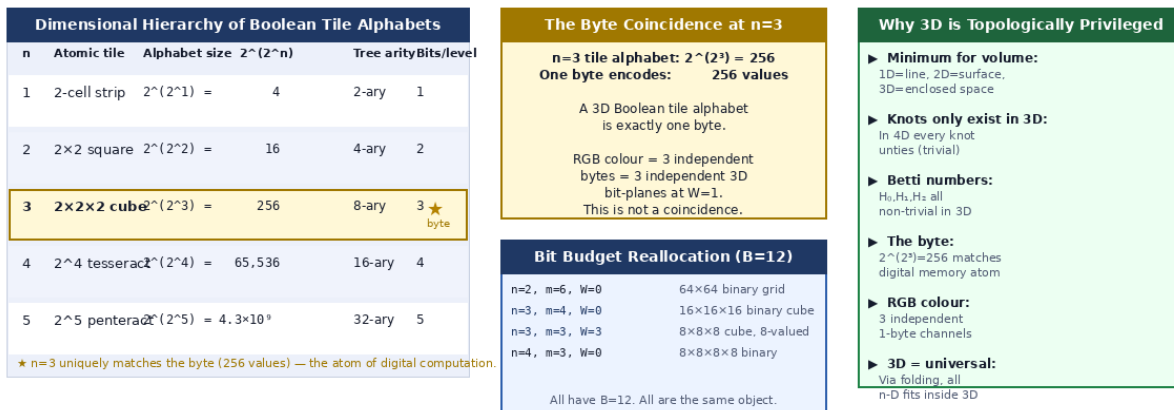 Dimensional Hierarchy of Boolean Tile Alphabets
n Atomic tile Alphabet size 2^(2^n) Tree arity Bits/level
1 2-cell strip 2^(2^1) = 4 2-ary 1
2 2×2 square 2^(2^2) = 16 4-ary 2
3 2×2×2 cube 2^(2^3) = 256 8-ary 3 ★
byte
4 2^4 tesseract 2^(2^4) = 65,536 16-ary 4
5 2^5 penteract 2^(2^5) = 4.3×10⁹ 32-ary 5
★ n=3 uniquely matches the byte (256 values) — the atom of digital computation.
The Byte Coincidence at n=3
n=3 tile alphabet: 2^(2³) = 256
One byte encodes: 256 values
A 3D Boolean tile alphabet
is exactly one byte.
RGB colour = 3 independent
bytes = 3 independent 3D
bit-planes at W=1.
This is not a coincidence.
Bit Budget Reallocation (B=12)
n=2, m=6, W=0 64×64 binary grid
n=3, m=4, W=0 16×16×16 binary cube
n=3, m=3, W=3 8×8×8 cube, 8-valued
n=4, m=3, W=0 8×8×8×8 binary
All have B=12. All are the same object.
Why 3D is Topologically Privileged
▶ Minimum for volume:
1D=line, 2D=surface,
3D=enclosed space
▶ Knots only exist in 3D:
In 4D every knot
unties (trivial)
▶ Betti numbers:
H₀,H₁,H₂ all
non-trivial in 3D
▶ The byte:
2^(2³)=256 matches
digital memory atom
▶ RGB colour:
3 independent
1-byte channels
▶ 3D = universal:
Via folding, all
n-D fits inside 3D